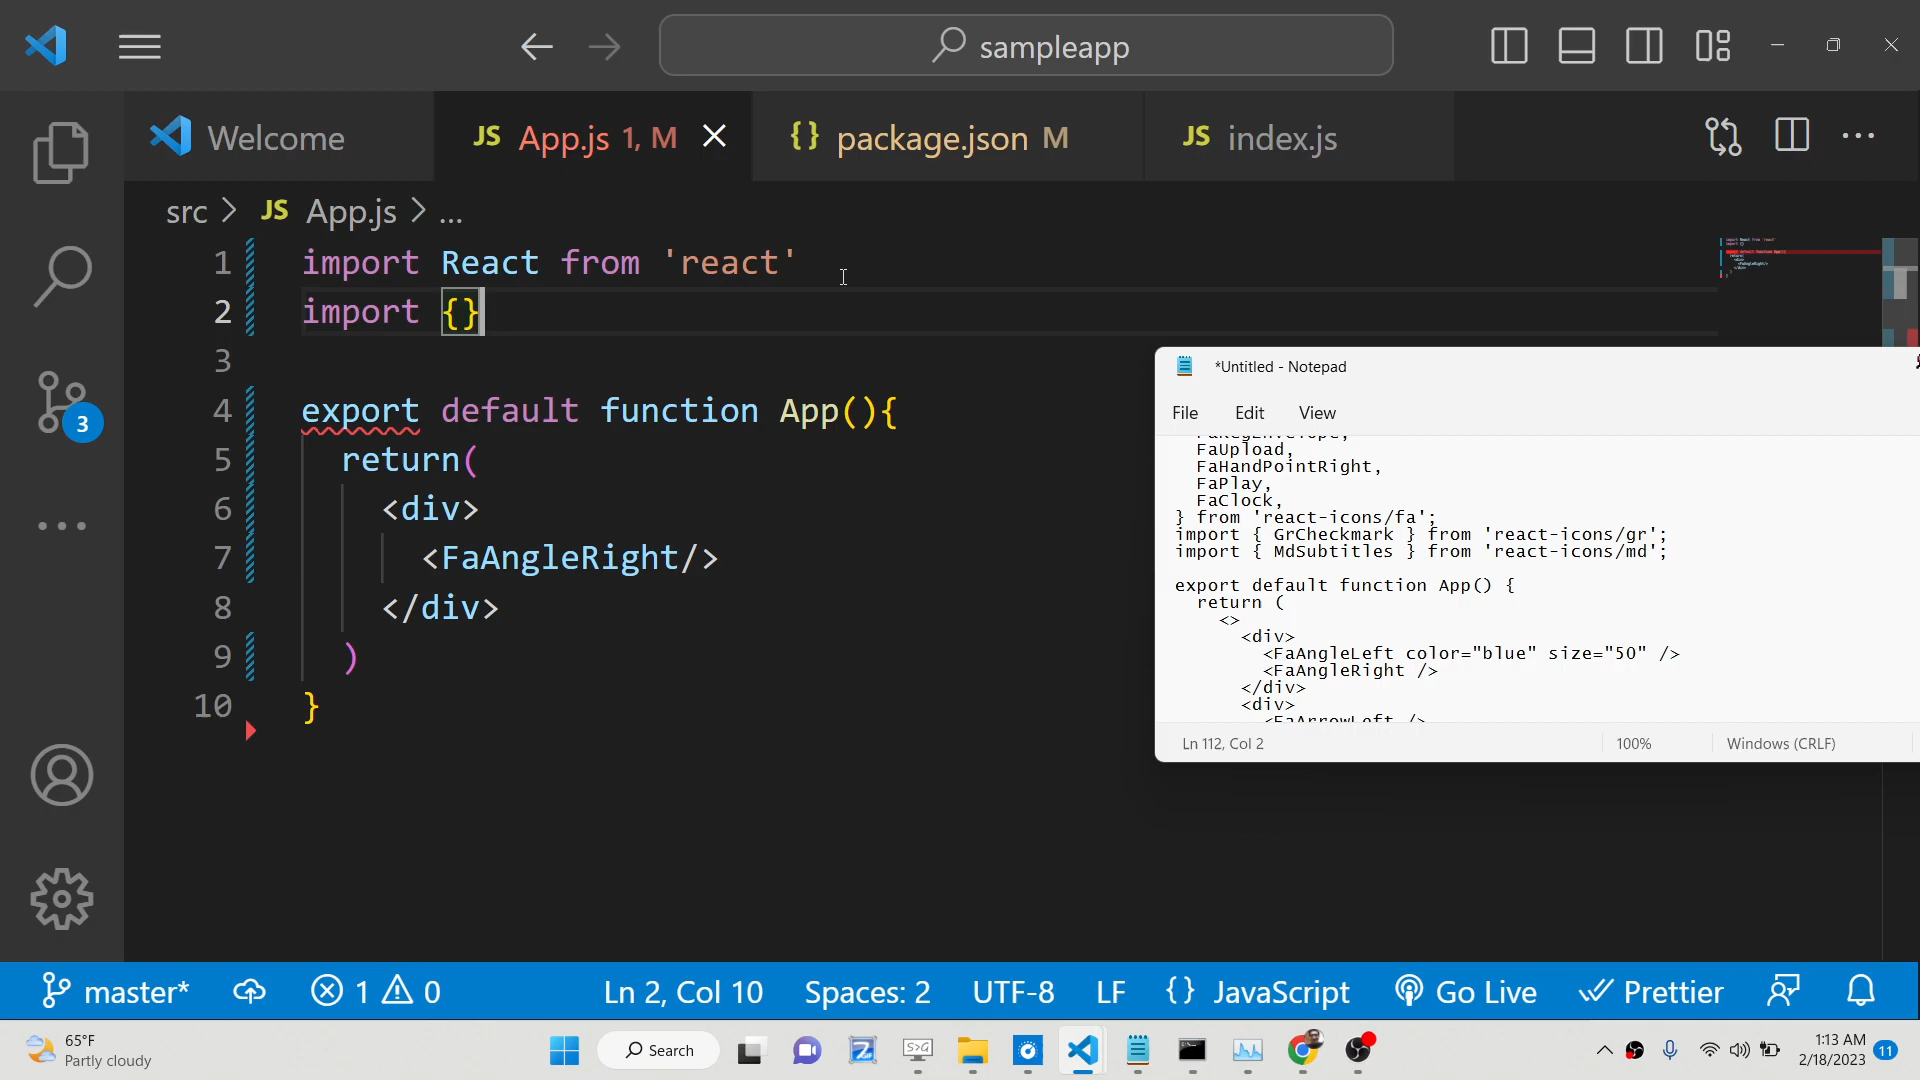 sampleapp
Welcome
JS App.js 1, M
{} package.json M
JS index.js
src > JS App.js > ...
1 import React from 'react'
2 import {}
3
4 export default function App(){
5 return(
6 <div>
7 <FaAngleRight/>
8 </div>
9 )
10 }
3
*Untitled - Notepad
File Edit View
FaRegEnvelope,
FaUpload,
FaHandPointRight,
FaPlay,
FaClock,
} from 'react-icons/fa';
import { GrCheckmark } from 'react-icons/gr';
import { MdSubtitles } from 'react-icons/md';
export default function App() {
return (
<>
<div>
<FaAngleLeft color="blue" size="50" />
<FaAngleRight />
</div>
<div>
<FaArrowLeft />
Ln 112, Col 2 100% Windows (CRLF)
master* 1 0 Ln 2, Col 10 Spaces: 2 UTF-8 LF {} JavaScript Go Live Prettier
65°F
Partly cloudy
Search
1:13 AM
2/18/2023
11